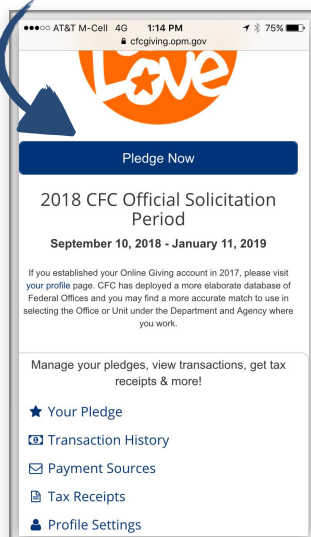 AT&T M-Cell 4G 1:14 PM 75%
cfcgiving.opm.gov
Love
Pledge Now
2018 CFC Official Solicitation
Period
September 10, 2018 - January 11, 2019
If you established your Online Giving account in 2017, please visit
your profile page. CFC has deployed a more elaborate database of
Federal Offices and you may find a more accurate match to use in
selecting the Office or Unit under the Department and Agency where
you work.
Manage your pledges, view transactions, get tax
receipts & more!
Your Pledge
Transaction History
Payment Sources
Tax Receipts
Profile Settings